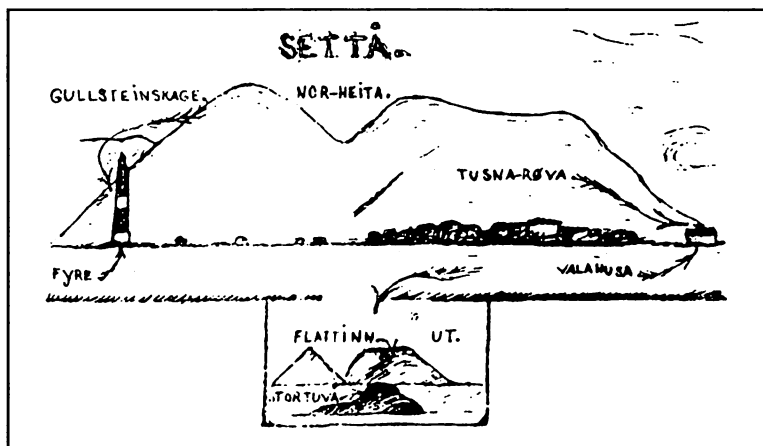 SETTÅ.
GULLSTEINSKAGE.
NOR-HEITA.
TUSNA-RØVA
FYRE
VALAHUSA
FLATTINN UT.
TORTUVA